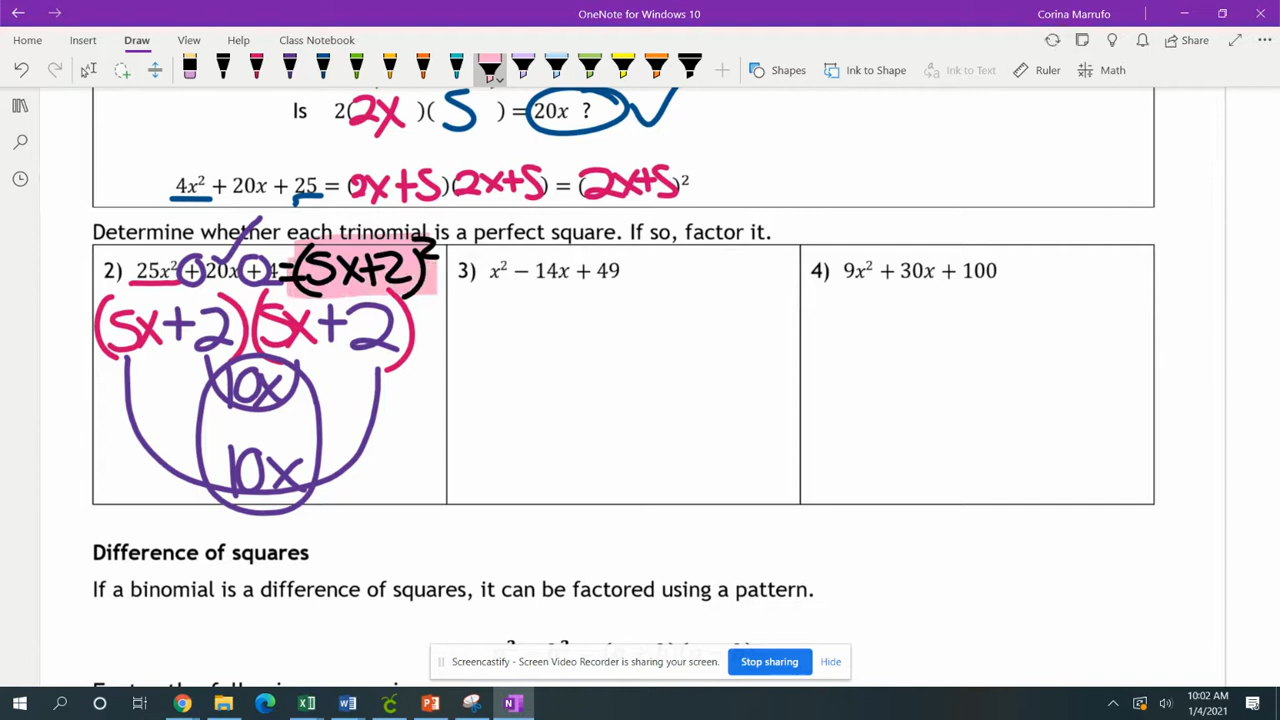 OneNote for Windows 10
Corina Marrufo
Home Insert Draw View Help Class Notebook
Share
Shapes Ink to Shape Ink to Text Ruler Math
Is 2(2x)(5) = 20x ? ✓
4x² + 20x + 25 = (2x+5)(2x+5) = (2x+5)²
Determine whether each trinomial is a perfect square. If so, factor it.
2) 25x² + 20x + 4 = (5x+2)²
(5x+2)(5x+2)
10x
10x
3) x² − 14x + 49
4) 9x² + 30x + 100
Difference of squares
If a binomial is a difference of squares, it can be factored using a pattern.
Screencastify - Screen Video Recorder is sharing your screen. Stop sharing Hide
10:02 AM
1/4/2021